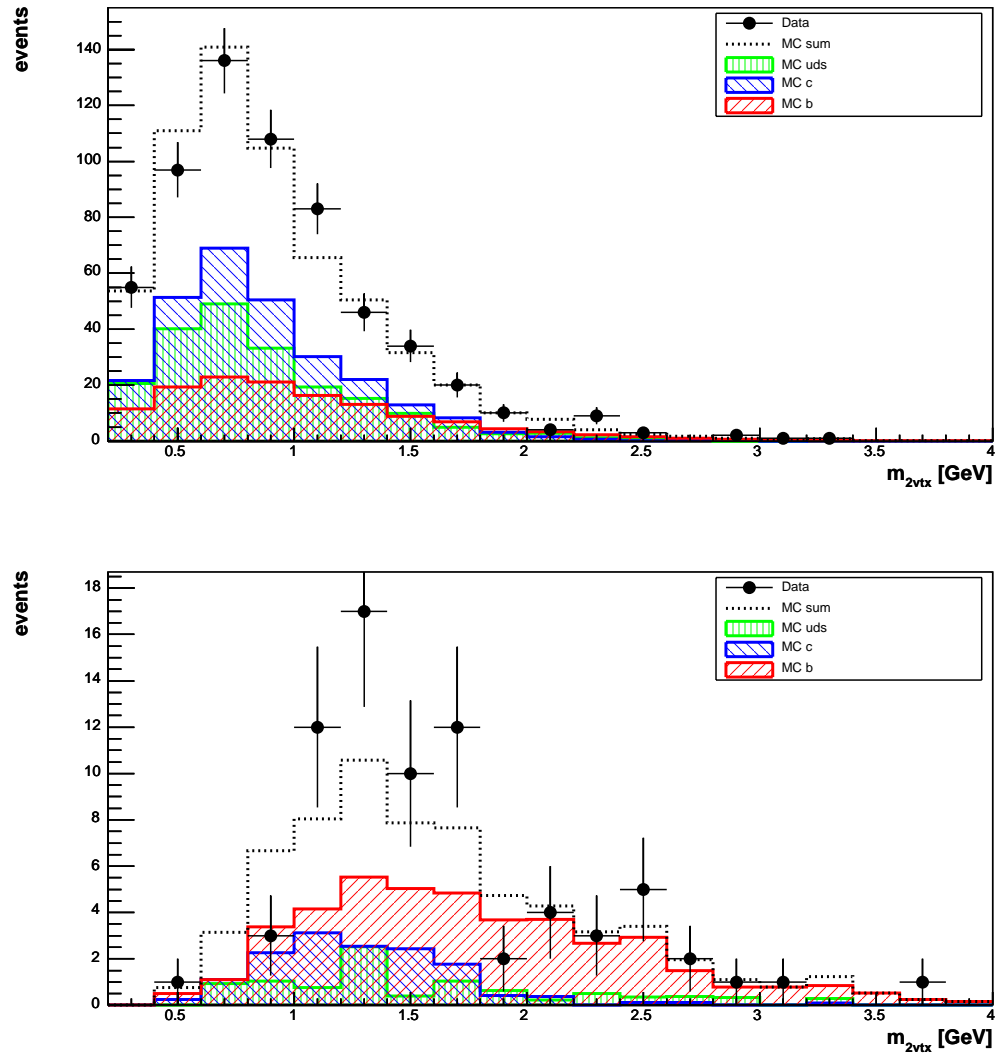 events
140
120
100
80
60
40
20
0
Data
MC sum
MC uds
MC c
MC b
0.5 1 1.5 2 2.5 3 3.5 4
m2vtx [GeV]
events
18
16
14
12
10
8
6
4
2
0
Data
MC sum
MC uds
MC c
MC b
0.5 1 1.5 2 2.5 3 3.5 4
m2vtx [GeV]